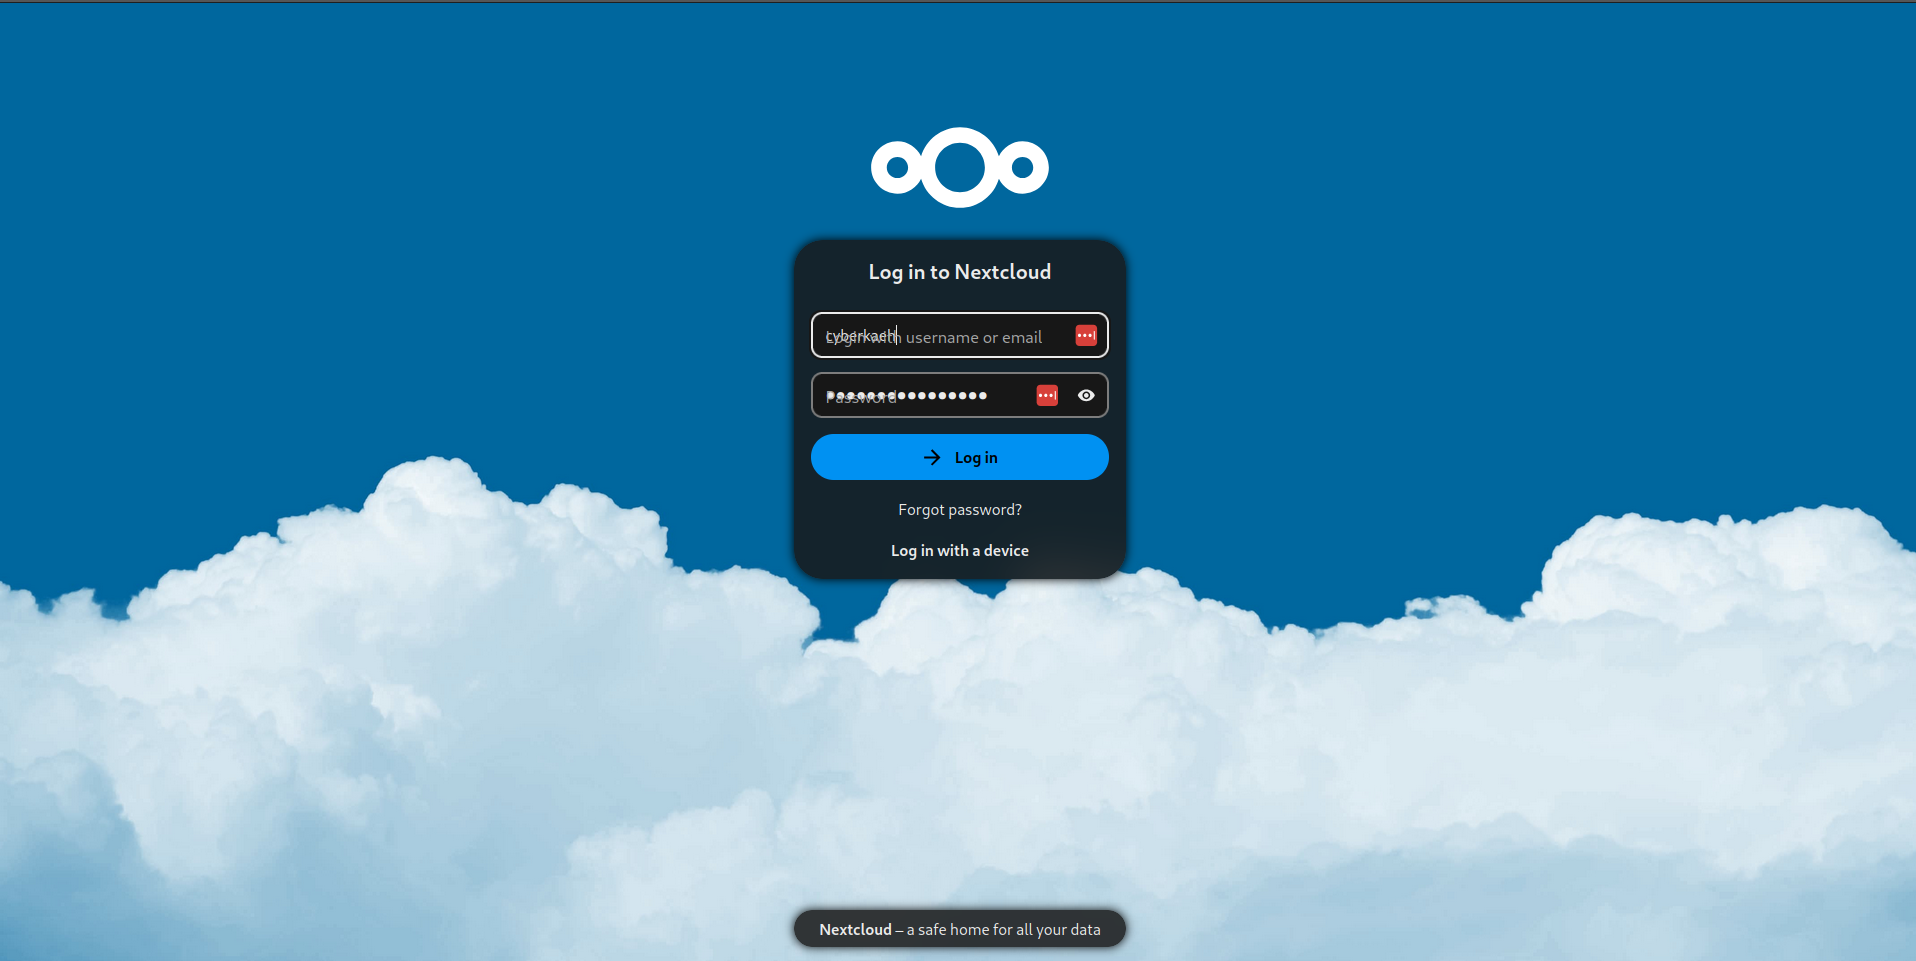 Log in to Nextcloud
cyberkaeh
Login with username or email
Password
Log in
Forgot password?
Log in with a device
Nextcloud – a safe home for all your data